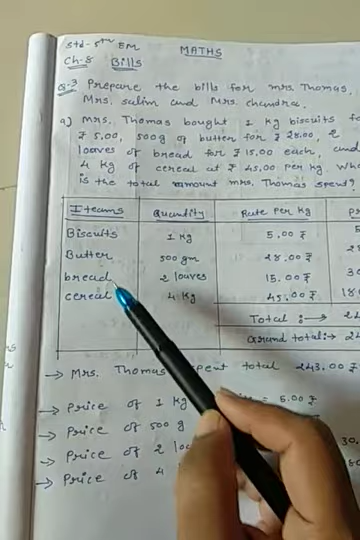 Std - 5th EM
MATHS
Ch-8 Bills
Q-3 Prepare the bills for mrs. Thomas,
Mrs. salim and Mrs. chandra.
a) Mrs. Thomas bought 1 kg biscuits
₹ 5.00, 500g of butter for ₹ 28.00, 2
loaves of bread for ₹ 15.00 each, and
4 Kg of cereal at ₹ 45.00 per kg.
is the total amount mrs. Thomas spent?
Iteams Quantity Rate Per Kg
Biscuits 1 Kg 5.00 ₹
Butter 500 gm 28.00 ₹
bread 2 loaves 15.00 ₹
cereal 4 Kg 45.00 ₹
Total :→
Grund total:→
→ Mrs. Thomas spent total 243.00 ₹
→ Price of 1 kg = 5.00 ₹
→ Price of 500 g
→ Price of 2
→ Price of 4